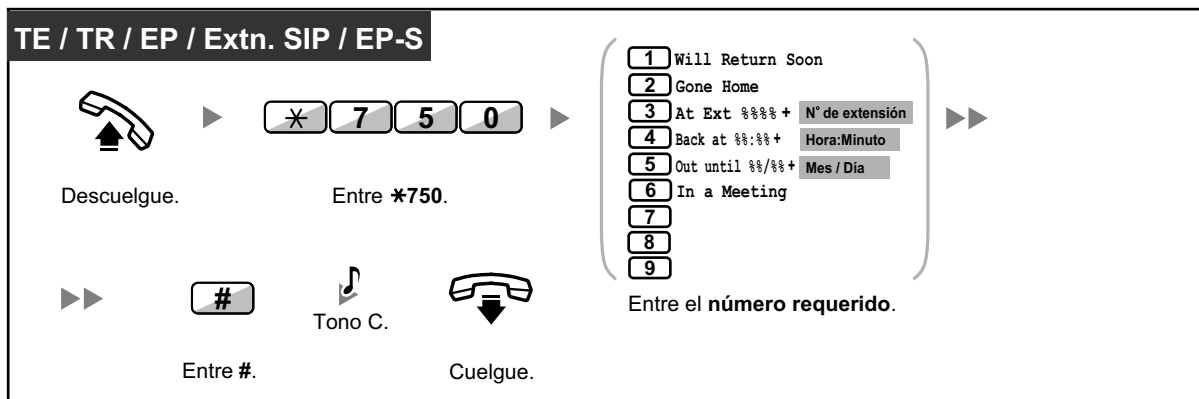 TE / TR / EP / Extn. SIP / EP-S
Descuelgue.
* 7 5 0
Entre *750.
1 Will Return Soon
2 Gone Home
3 At Ext %%%% + N° de extensión
4 Back at %%:%% + Hora:Minuto
5 Out until %%/%% + Mes / Día
6 In a Meeting
7
8
9
Entre el número requerido.
#
Entre #.
Tono C.
Cuelgue.